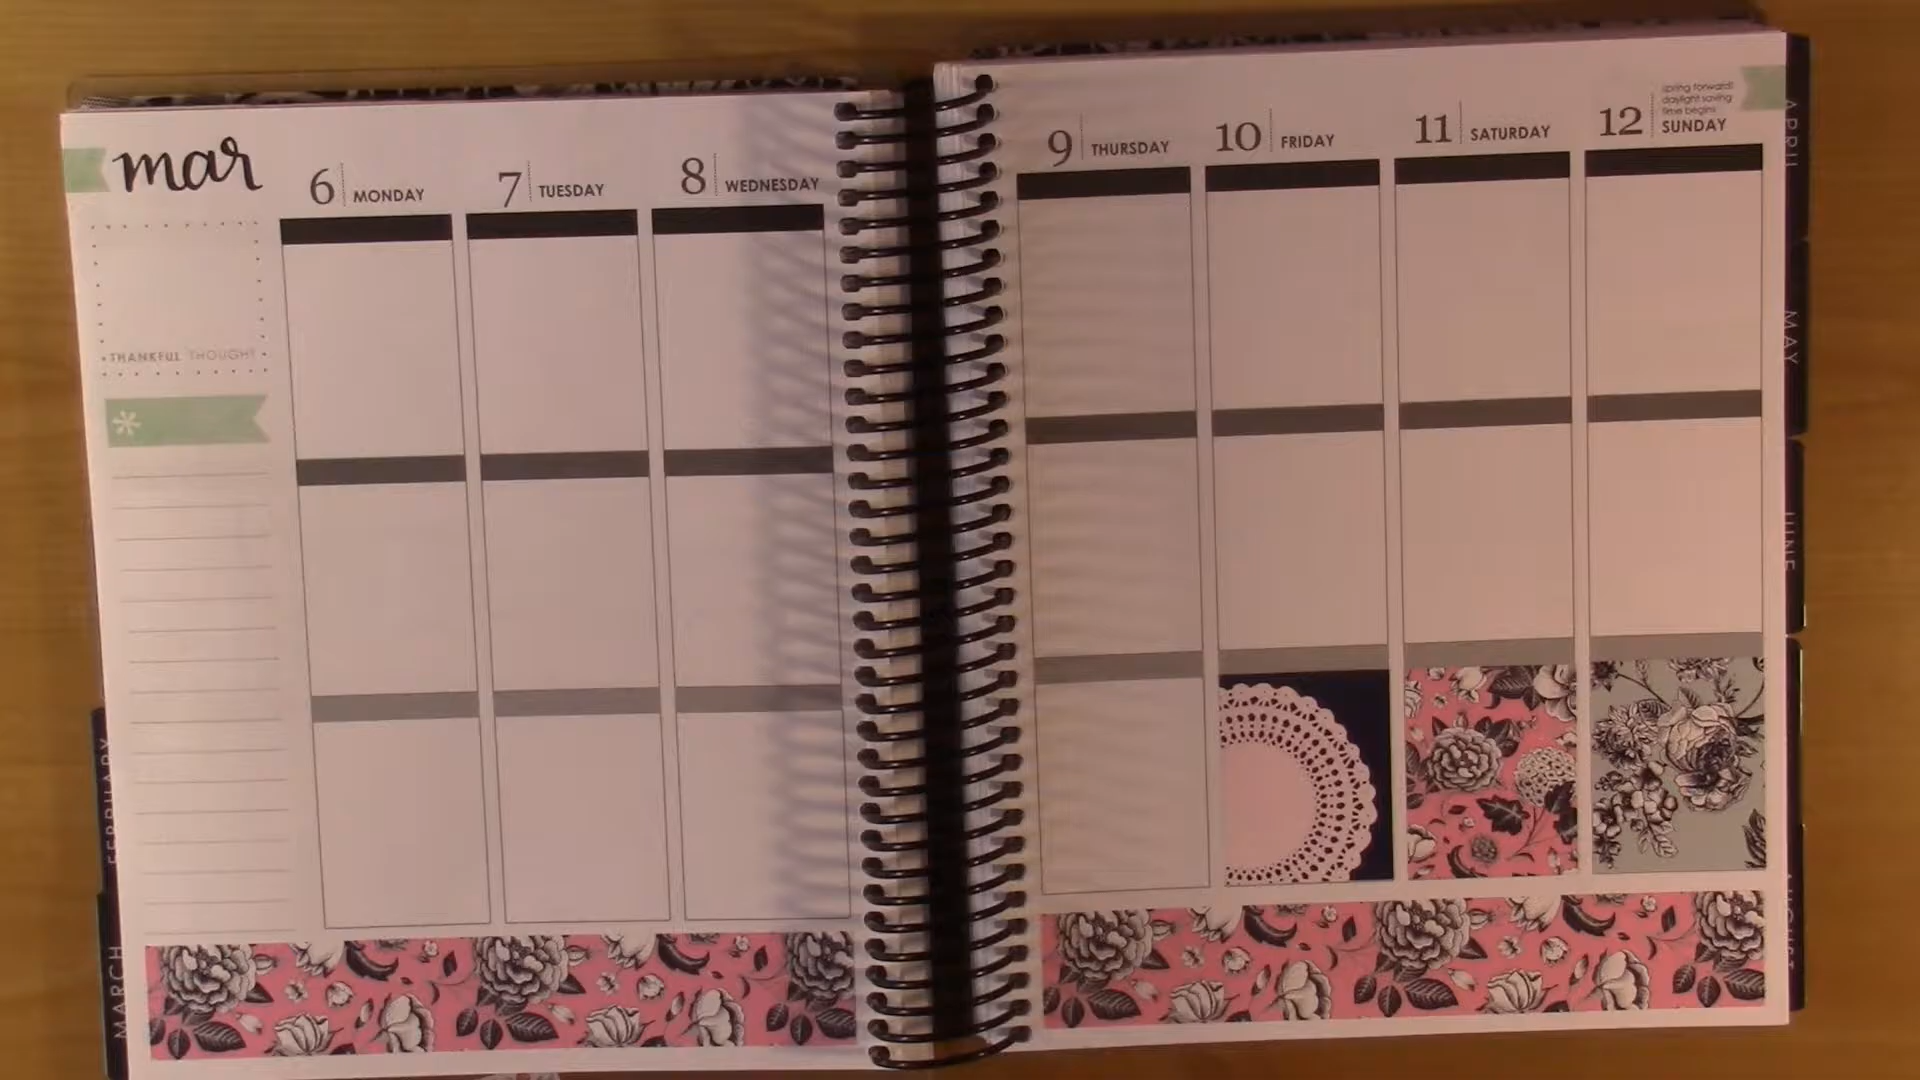 mar
6 MONDAY
7 TUESDAY
8 WEDNESDAY
THANKFUL THOUGHT
*
FEBRUARY
MARCH
9 THURSDAY
10 FRIDAY
11 SATURDAY
12 SUNDAY
spring forward!
daylight saving
time begins
APRIL
MAY
JUNE
AUGUST